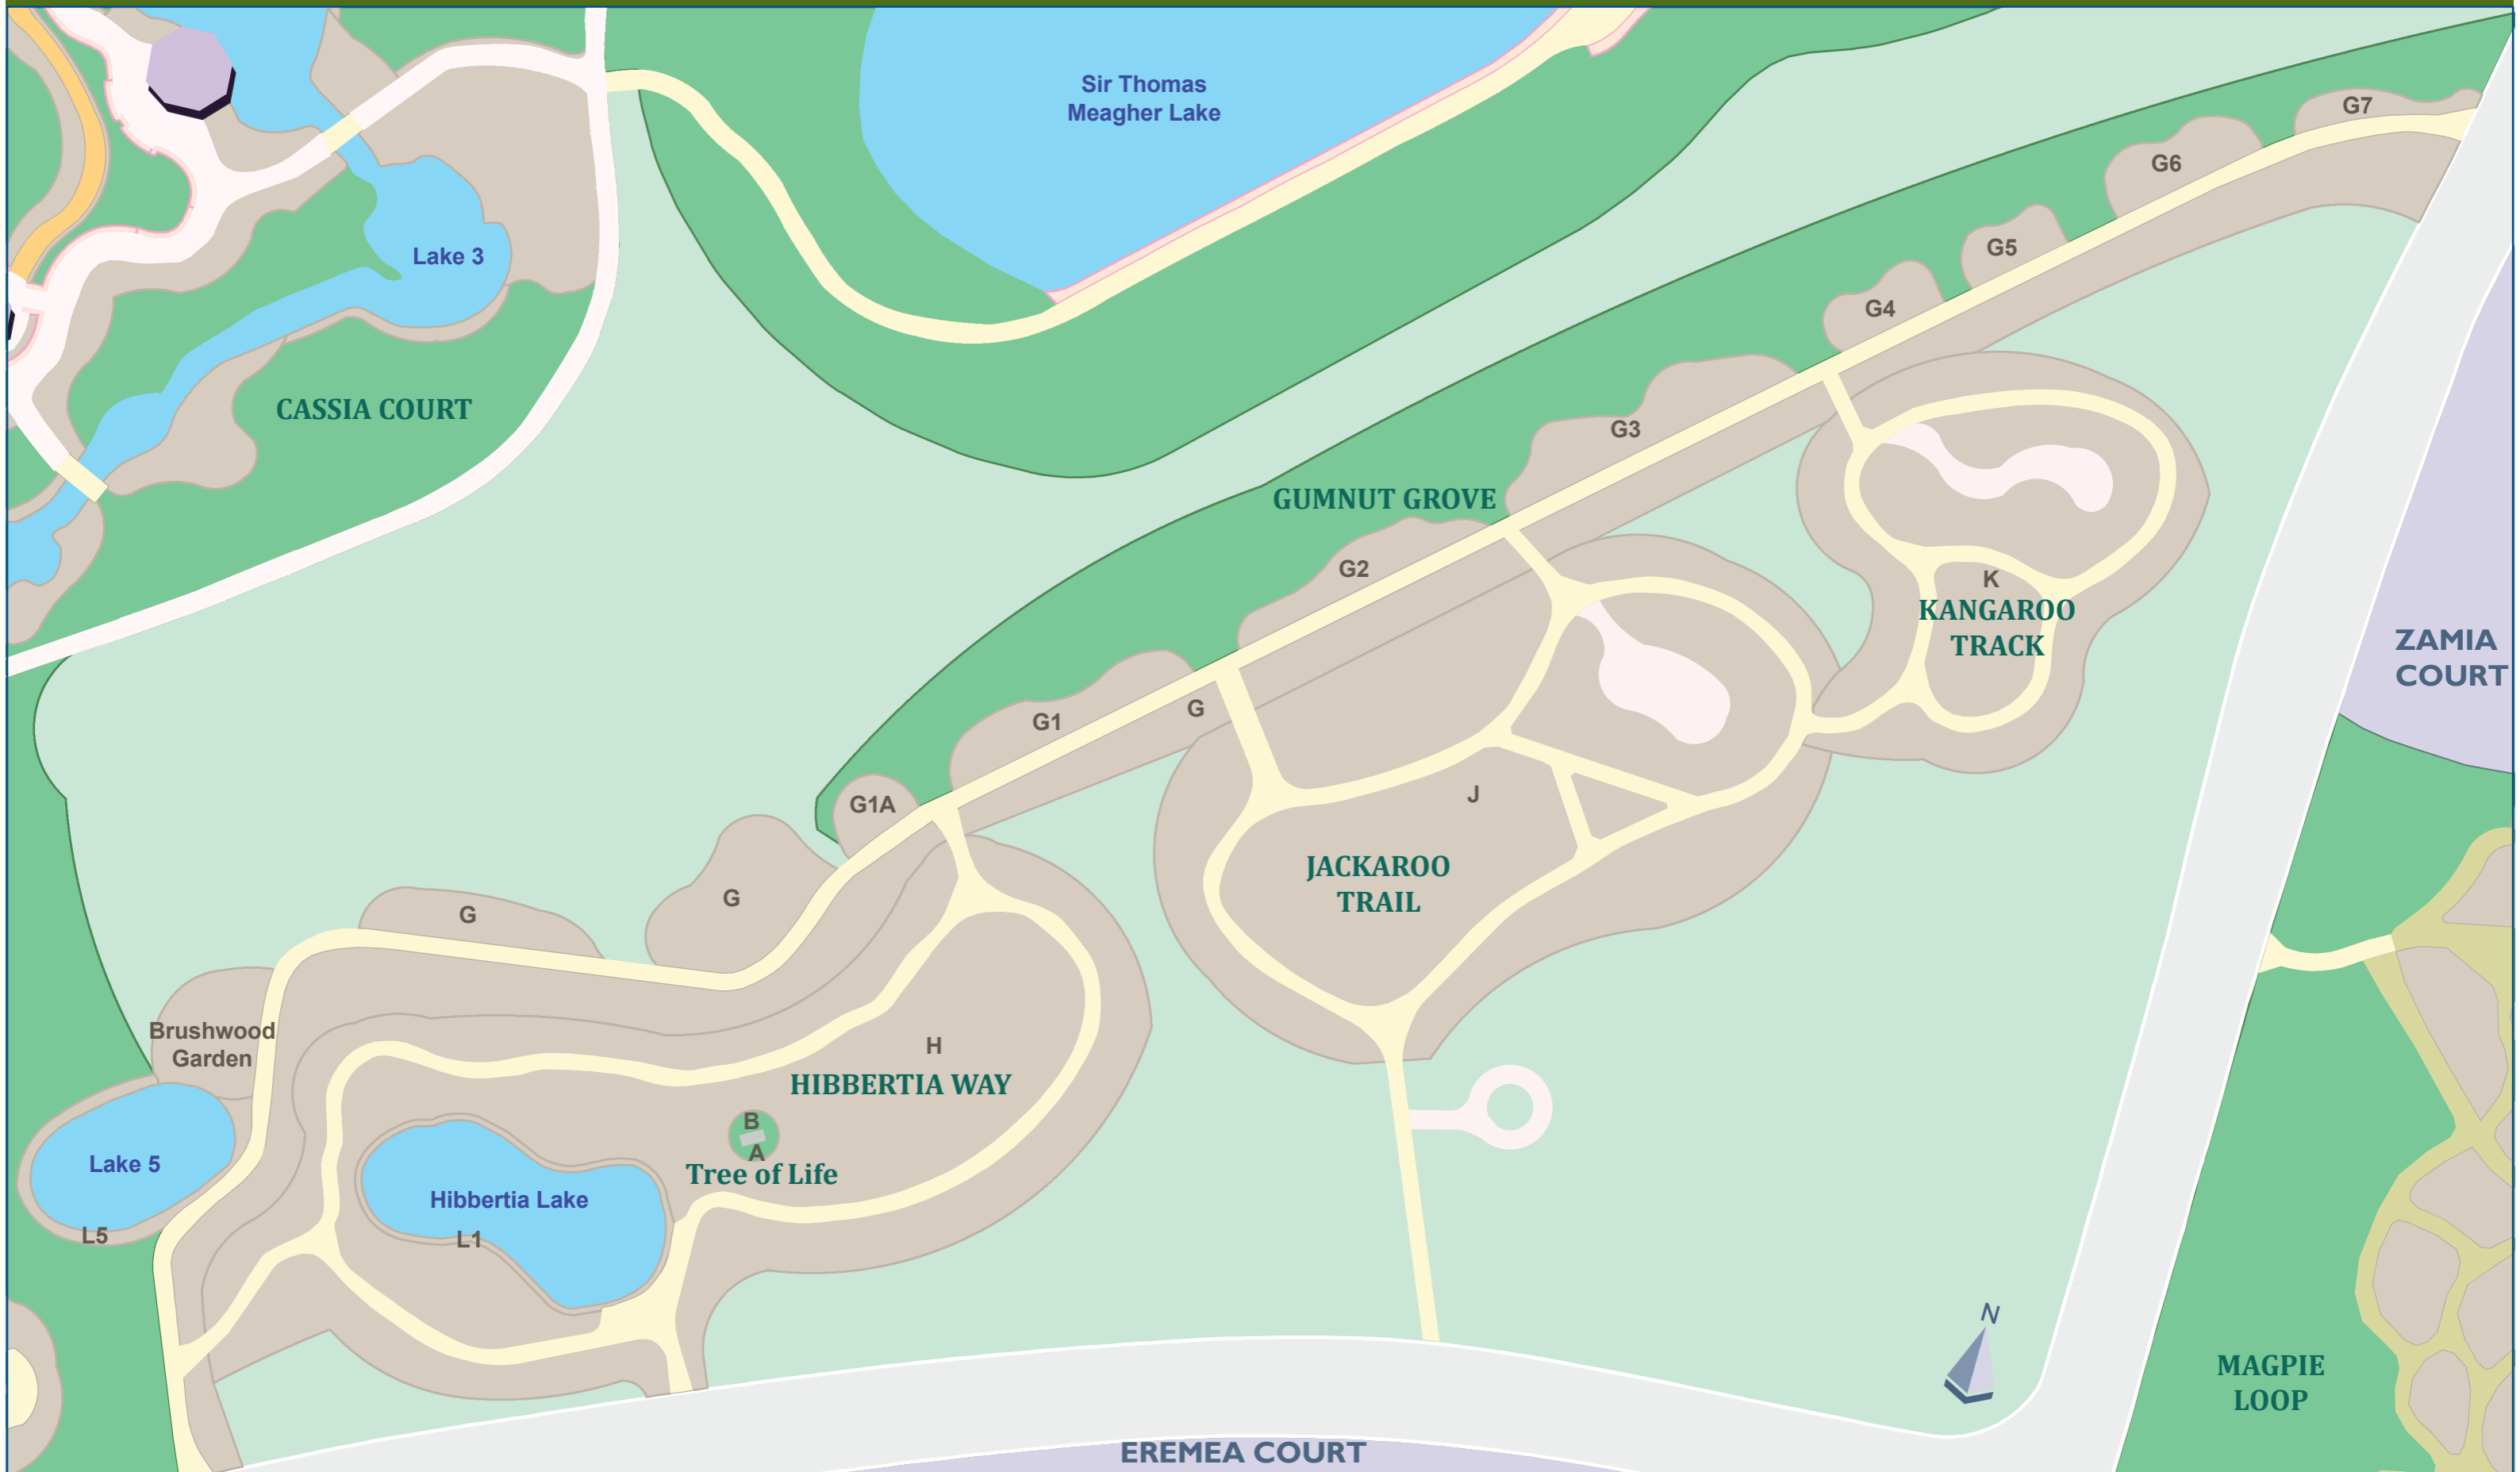 Sir Thomas
Meagher Lake
G7
G6
G5
Lake 3
G4
CASSIA COURT
G3
GUMNUT GROVE
G2
K
KANGAROO
TRACK
ZAMIA
COURT
G
G1
J
G1A
JACKAROO
TRAIL
G
G
Brushwood
Garden
H
HIBBERTIA WAY
B
A
Tree of Life
Lake 5
Hibbertia Lake
L5
L1
N
MAGPIE
LOOP
EREMEA COURT